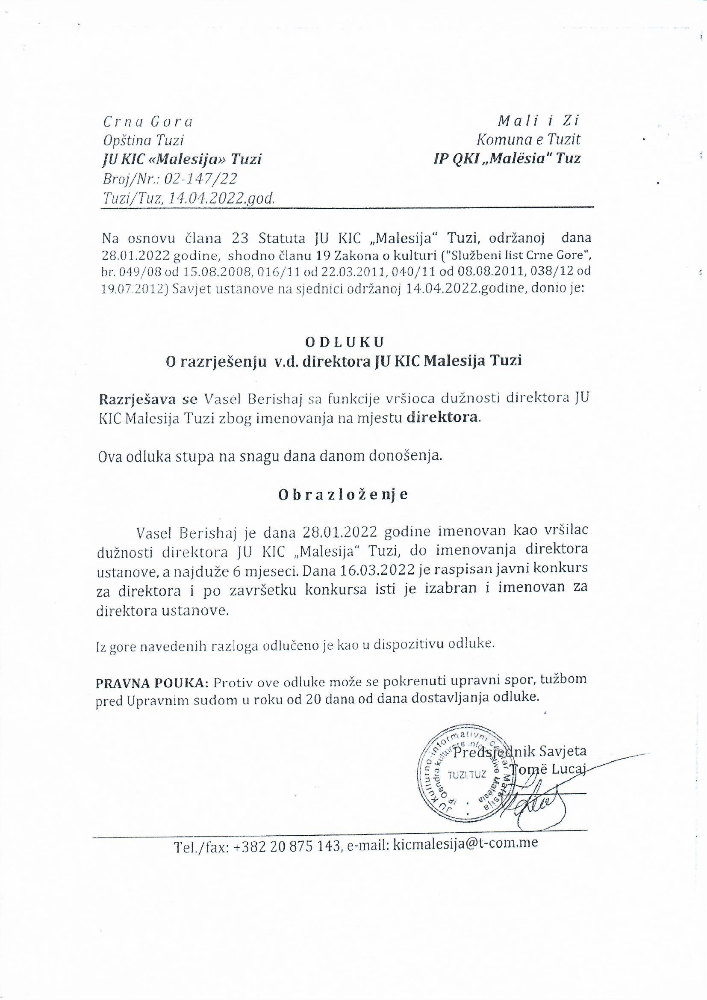 Crna Gora
Opština Tuzi
JU KIC «Malesija» Tuzi
Broj/Nr.: 02-147/22
Tuzi/Tuz, 14.04.2022.god.
Mali i Zi
Komuna e Tuzit
IP QKI „Malësia“ Tuz
Na osnovu člana 23 Statuta JU KIC „Malesija“ Tuzi, održanoj dana
28.01.2022 godine, shodno članu 19 Zakona o kulturi ("Službeni list Crne Gore",
br. 049/08 od 15.08.2008, 016/11 od 22.03.2011, 040/11 od 08.08.2011, 038/12 od
19.07.2012) Savjet ustanove na sjednici održanoj 14.04.2022.godine, donio je:
O D L U K U
O razrješenju v.d. direktora JU KIC Malesija Tuzi
Razrješava se Vasel Berishaj sa funkcije vršioca dužnosti direktora JU
KIC Malesija Tuzi zbog imenovanja na mjestu direktora.
Ova odluka stupa na snagu dana danom donošenja.
O b r a z l o ž e nj e
Vasel Berishaj je dana 28.01.2022 godine imenovan kao vršilac
dužnosti direktora JU KIC „Malesija“ Tuzi, do imenovanja direktora
ustanove, a najduže 6 mjeseci. Dana 16.03.2022 je raspisan javni konkurs
za direktora i po završetku konkursa isti je izabran i imenovan za
direktora ustanove.
Iz gore navedenih razloga odlučeno je kao u dispozitivu odluke.
PRAVNA POUKA: Protiv ove odluke može se pokrenuti upravni spor, tužbom
pred Upravnim sudom u roku od 20 dana od dana dostavljanja odluke.
Predsjednik Savjeta
Tomë Lucaj
JU Kulturno-informativni centar Malesija
IP Qendra kulturore informative Malësia
TUZI TUZ
Tel./fax: +382 20 875 143, e-mail: kicmalesija@t-com.me